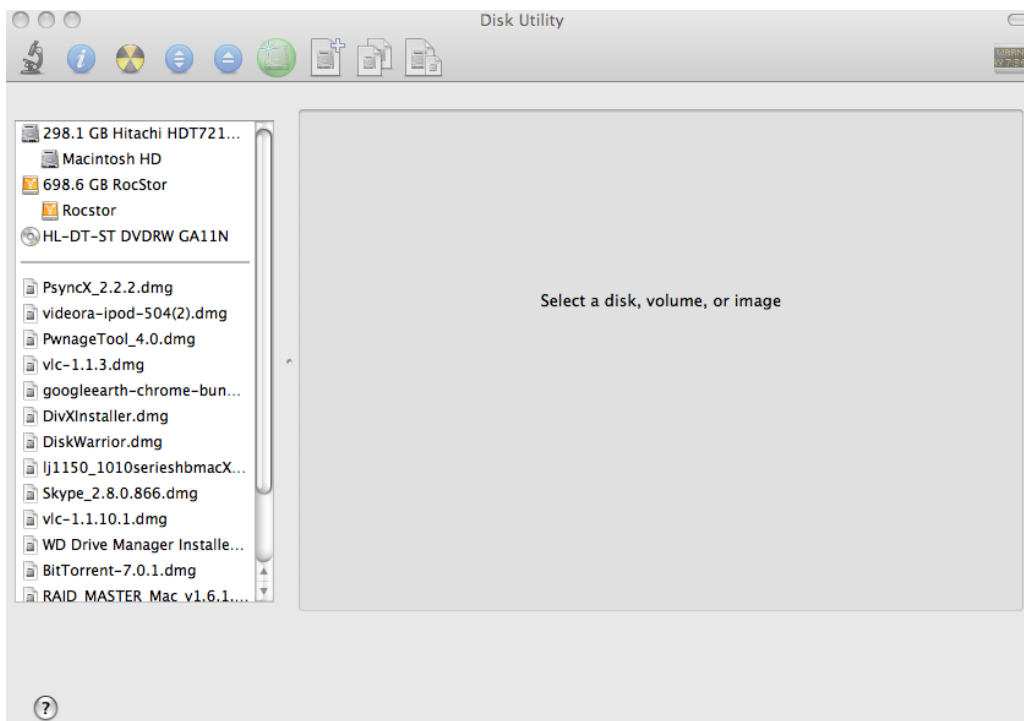 Disk Utility
298.1 GB Hitachi HDT721...
Macintosh HD
698.6 GB RocStor
Rocstor
HL-DT-ST DVDRW GA11N
PsyncX_2.2.2.dmg
videora-ipod-504(2).dmg
PwnageTool_4.0.dmg
vlc-1.1.3.dmg
googleearth-chrome-bun...
DivXInstaller.dmg
DiskWarrior.dmg
lj1150_1010serieshbmacX...
Skype_2.8.0.866.dmg
vlc-1.1.10.1.dmg
WD Drive Manager Installe...
BitTorrent-7.0.1.dmg
RAID_MASTER_Mac_v1.6.1....
Select a disk, volume, or image
?